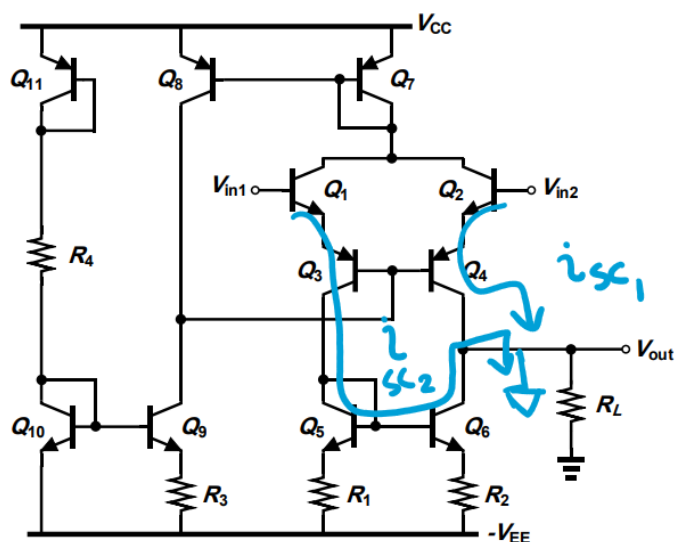 VCC
Q11
Q8
Q7
Vin1
Q1
Q2
Vin2
R4
Q3
Q4
isc1
isc2
Vout
RL
Q10
Q9
Q5
Q6
R3
R1
R2
-VEE